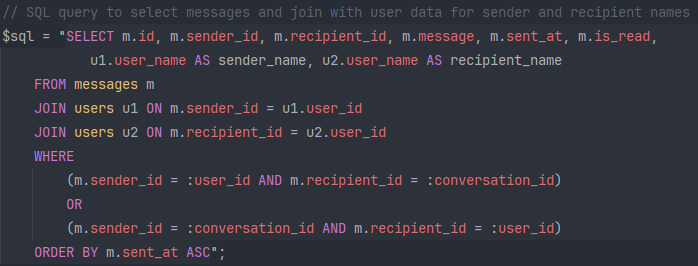 // SQL query to select messages and join with user data for sender and recipient names
$sql = "SELECT m.id, m.sender_id, m.recipient_id, m.message, m.sent_at, m.is_read,
u1.user_name AS sender_name, u2.user_name AS recipient_name
FROM messages m
JOIN users u1 ON m.sender_id = u1.user_id
JOIN users u2 ON m.recipient_id = u2.user_id
WHERE
(m.sender_id = :user_id AND m.recipient_id = :conversation_id)
OR
(m.sender_id = :conversation_id AND m.recipient_id = :user_id)
ORDER BY m.sent_at ASC";